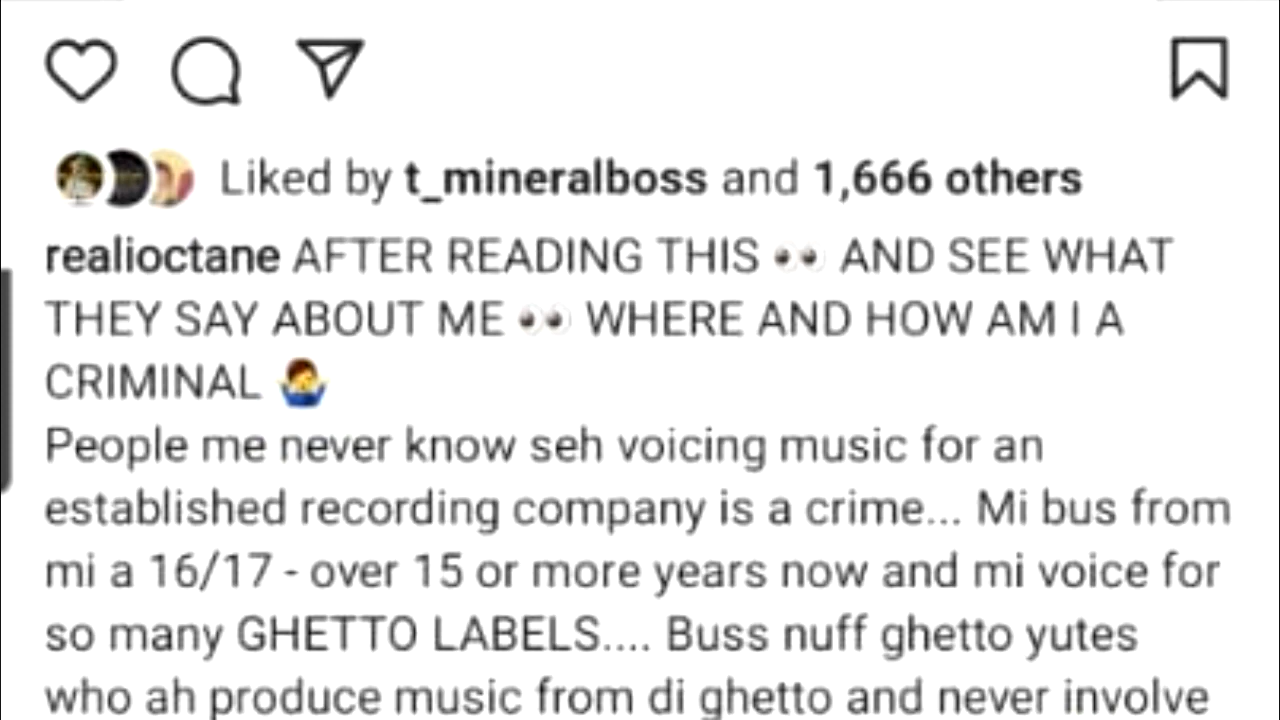 Liked by t_mineralboss and 1,666 others
realioctane AFTER READING THIS 👀 AND SEE WHAT
THEY SAY ABOUT ME 👀 WHERE AND HOW AM I A
CRIMINAL 🤷‍♂️
People me never know seh voicing music for an
established recording company is a crime... Mi bus from
mi a 16/17 - over 15 or more years now and mi voice for
so many GHETTO LABELS.... Buss nuff ghetto yutes
who ah produce music from di ghetto and never involve